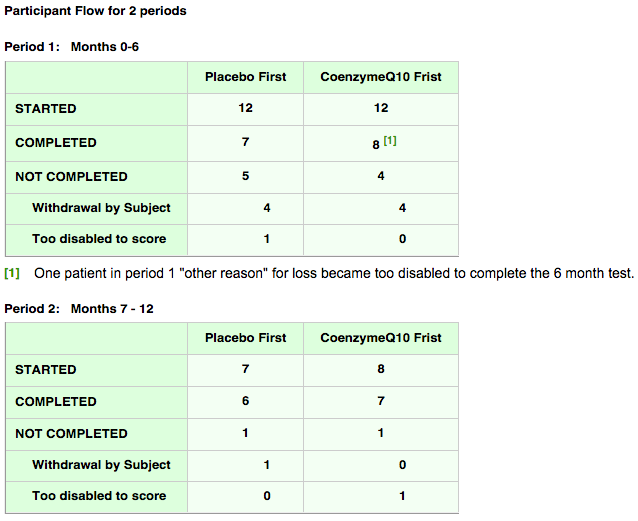 Participant Flow for 2 periods
Period 1: Months 0-6
Placebo First CoenzymeQ10 Frist
STARTED 12 12
COMPLETED 7 8 [1]
NOT COMPLETED 5 4
Withdrawal by Subject 4 4
Too disabled to score 1 0
[1] One patient in period 1 "other reason" for loss became too disabled to complete the 6 month test.
Period 2: Months 7 - 12
Placebo First CoenzymeQ10 Frist
STARTED 7 8
COMPLETED 6 7
NOT COMPLETED 1 1
Withdrawal by Subject 1 0
Too disabled to score 0 1